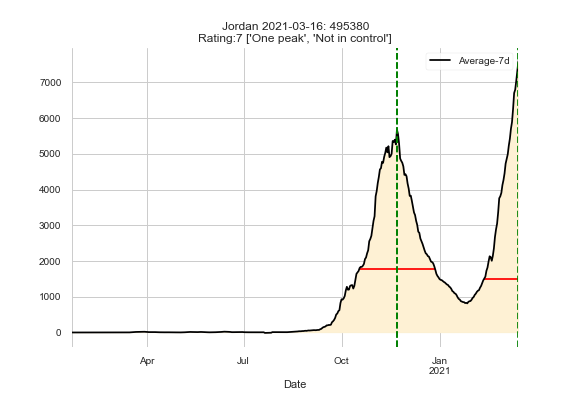 Jordan 2021-03-16: 495380
Rating:7 ['One peak', 'Not in control']
Average-7d
7000
6000
5000
4000
3000
2000
1000
0
Apr
Jul
Oct
Jan
2021
Date